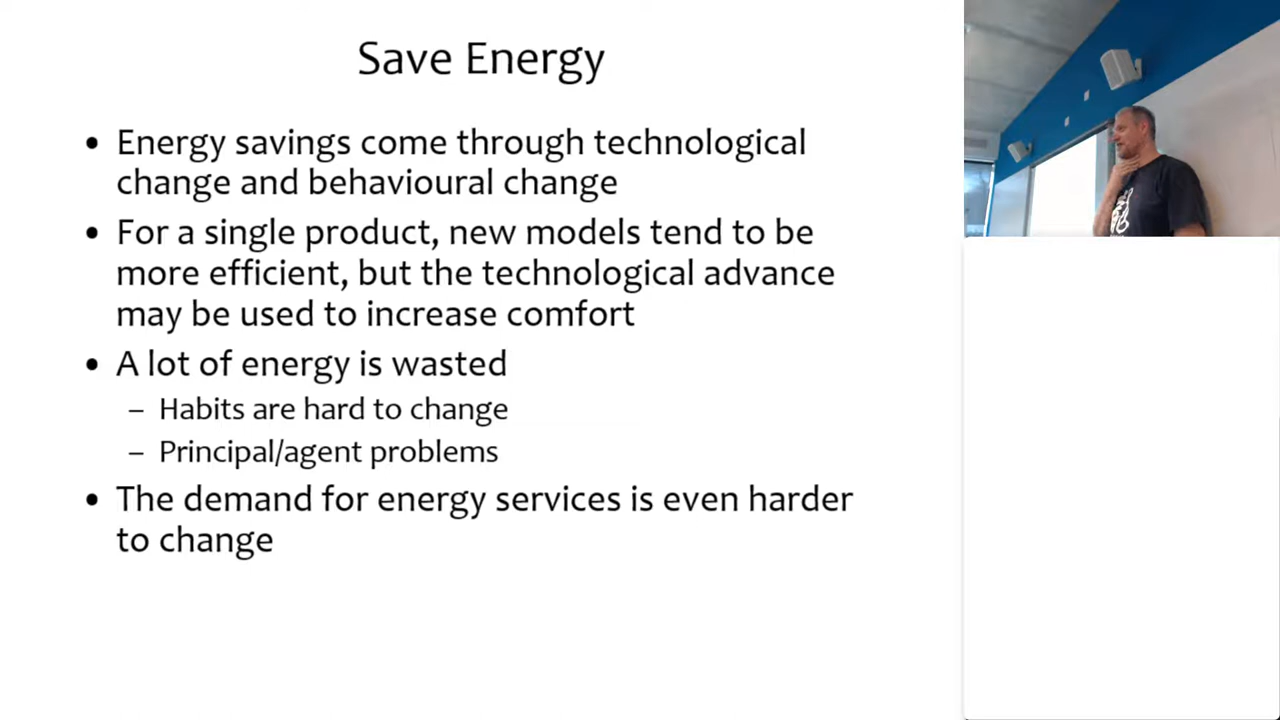 Save Energy
• Energy savings come through technological
change and behavioural change
• For a single product, new models tend to be
more efficient, but the technological advance
may be used to increase comfort
• A lot of energy is wasted
– Habits are hard to change
– Principal/agent problems
• The demand for energy services is even harder
to change